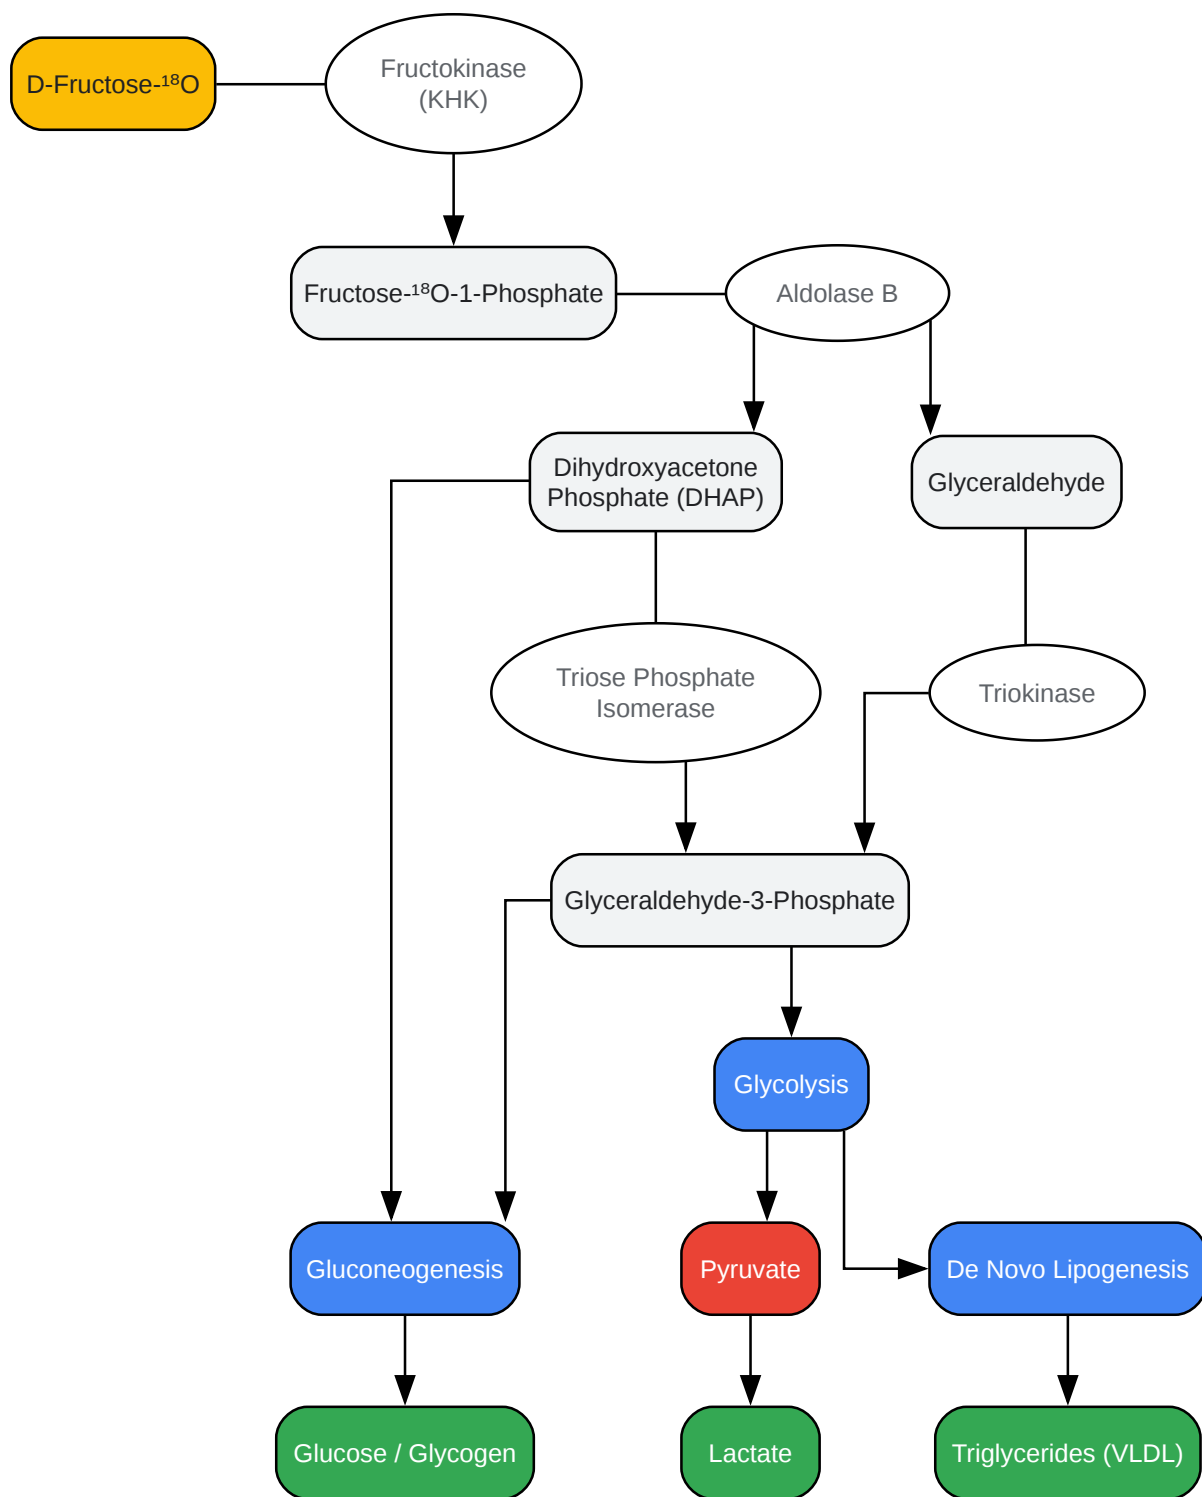 D-Fructose-¹⁸O
Fructokinase
(KHK)
Fructose-¹⁸O-1-Phosphate
Aldolase B
Dihydroxyacetone
Phosphate (DHAP)
Glyceraldehyde
Triose Phosphate
Isomerase
Triokinase
Glyceraldehyde-3-Phosphate
Glycolysis
Gluconeogenesis
Pyruvate
De Novo Lipogenesis
Glucose / Glycogen
Lactate
Triglycerides (VLDL)